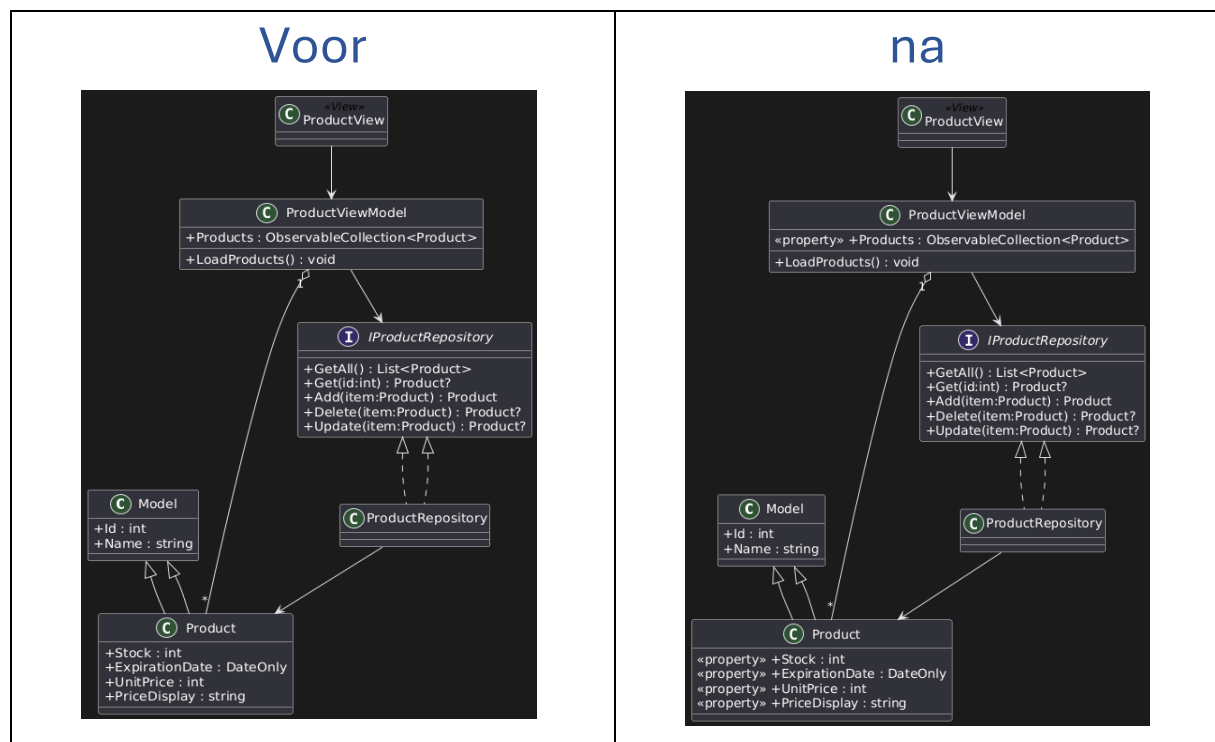 Voor
C
«View»
ProductView
C ProductViewModel
+Products : ObservableCollection<Product>
+LoadProducts() : void
1
I IProductRepository
+GetAll() : List<Product>
+Get(id:int) : Product?
+Add(item:Product) : Product
+Delete(item:Product) : Product?
+Update(item:Product) : Product?
C Model
+Id : int
+Name : string
C ProductRepository
*
C Product
+Stock : int
+ExpirationDate : DateOnly
+UnitPrice : int
+PriceDisplay : string
na
C
«View»
ProductView
C ProductViewModel
«property» +Products : ObservableCollection<Product>
+LoadProducts() : void
1
I IProductRepository
+GetAll() : List<Product>
+Get(id:int) : Product?
+Add(item:Product) : Product
+Delete(item:Product) : Product?
+Update(item:Product) : Product?
C Model
+Id : int
+Name : string
C ProductRepository
*
C Product
«property» +Stock : int
«property» +ExpirationDate : DateOnly
«property» +UnitPrice : int
«property» +PriceDisplay : string